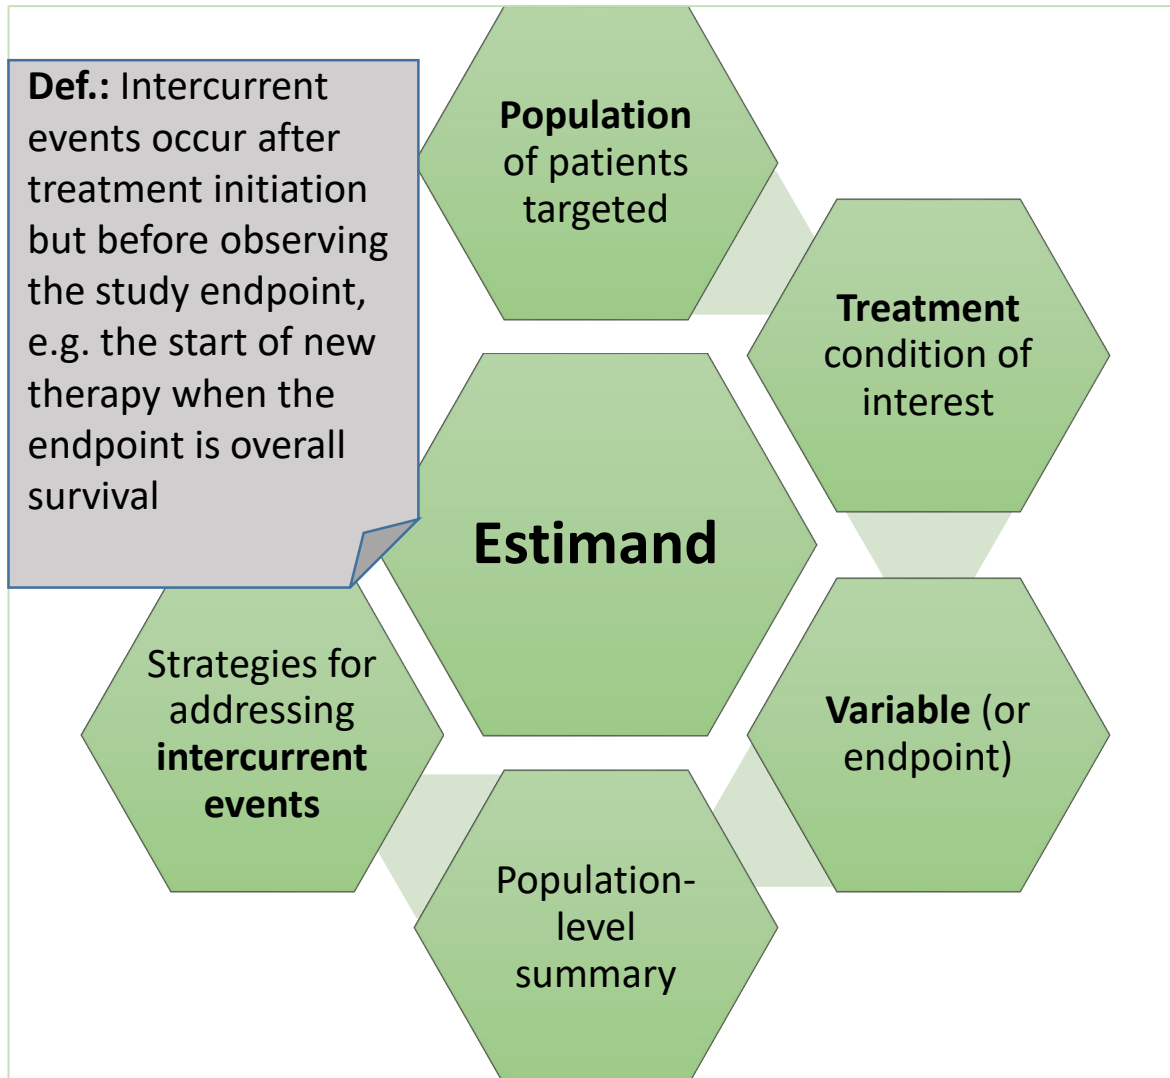 Def.: Intercurrent
events occur after
treatment initiation
but before observing
the study endpoint,
e.g. the start of new
therapy when the
endpoint is overall
survival
Population
of patients
targeted
Treatment
condition of
interest
Estimand
Variable (or
endpoint)
Population-
level
summary
Strategies for
addressing
intercurrent
events